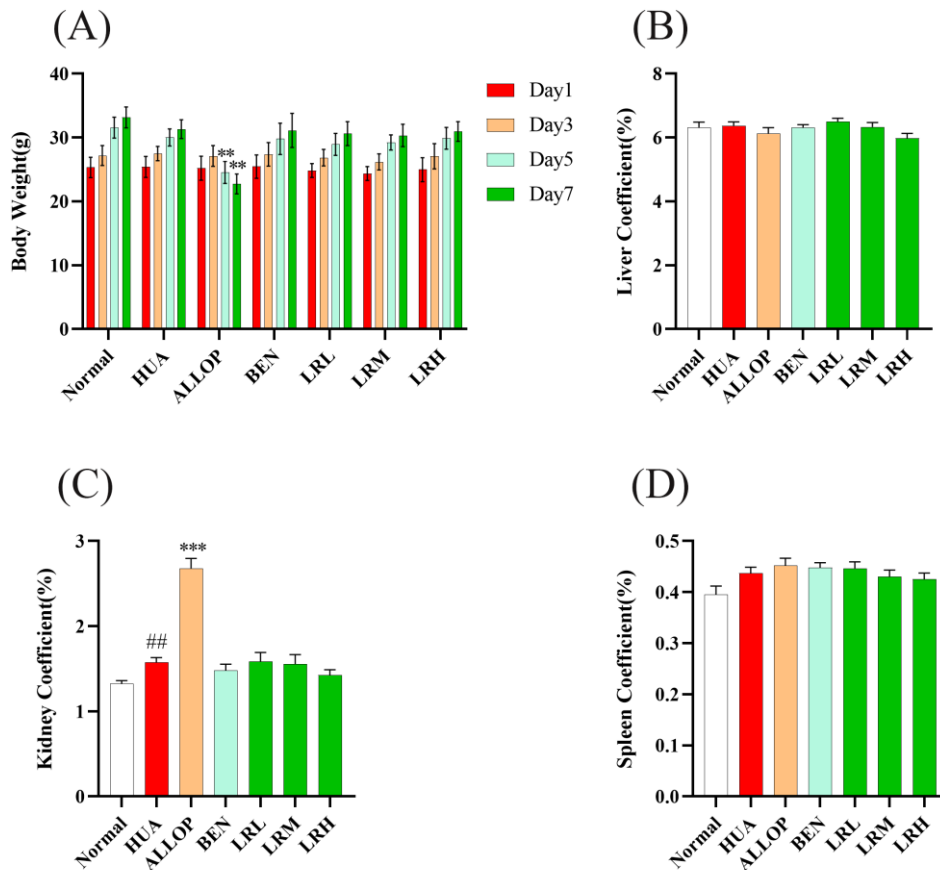 (A)
Body Weight(g)
40
30
20
10
0
**
**
Normal
HUA
ALLOP
BEN
LRL
LRM
LRH
Day1
Day3
Day5
Day7
(B)
Liver Coefficient(%)
8
6
4
2
0
Normal
HUA
ALLOP
BEN
LRL
LRM
LRH
(C)
Kidney Coefficient(%)
3
2
1
0
##
***
Normal
HUA
ALLOP
BEN
LRL
LRM
LRH
(D)
Spleen Coefficient(%)
0.5
0.4
0.3
0.2
0.1
0.0
Normal
HUA
ALLOP
BEN
LRL
LRM
LRH